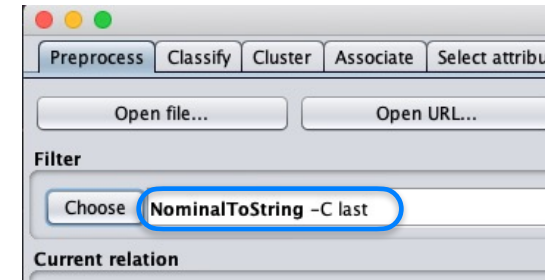 Preprocess Classify Cluster Associate Select attribu
Open file... Open URL...
Filter
Choose NominalToString -C last
Current relation